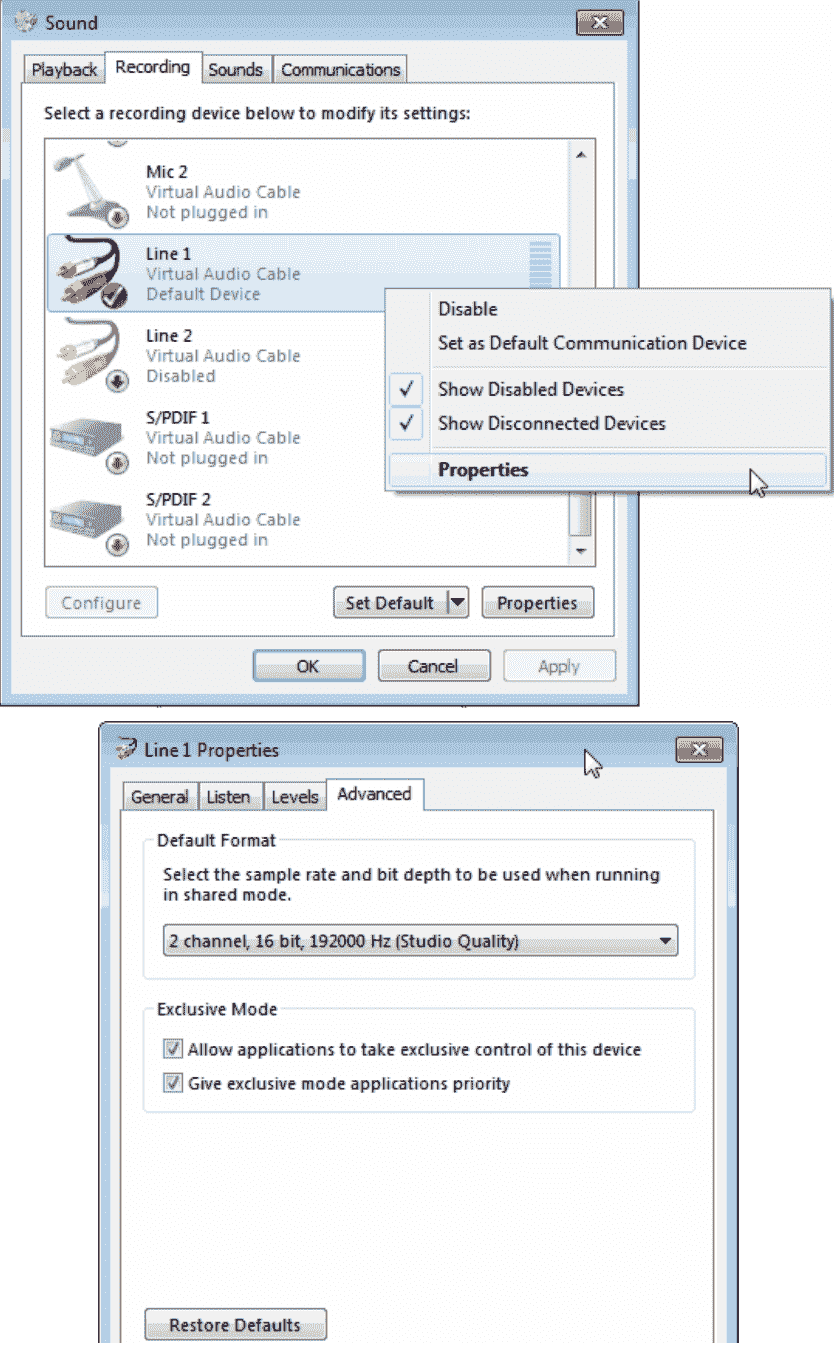 Sound
Playback Recording Sounds Communications
Select a recording device below to modify its settings:
Mic 2
Virtual Audio Cable
Not plugged in
Line 1
Virtual Audio Cable
Default Device
Line 2
Virtual Audio Cable
Disabled
S/PDIF 1
Virtual Audio Cable
Not plugged in
S/PDIF 2
Virtual Audio Cable
Not plugged in
Disable
Set as Default Communication Device
Show Disabled Devices
Show Disconnected Devices
Properties
Configure Set Default Properties
OK Cancel Apply
Line 1 Properties
General Listen Levels Advanced
Default Format
Select the sample rate and bit depth to be used when running
in shared mode.
2 channel, 16 bit, 192000 Hz (Studio Quality)
Exclusive Mode
Allow applications to take exclusive control of this device
Give exclusive mode applications priority
Restore Defaults